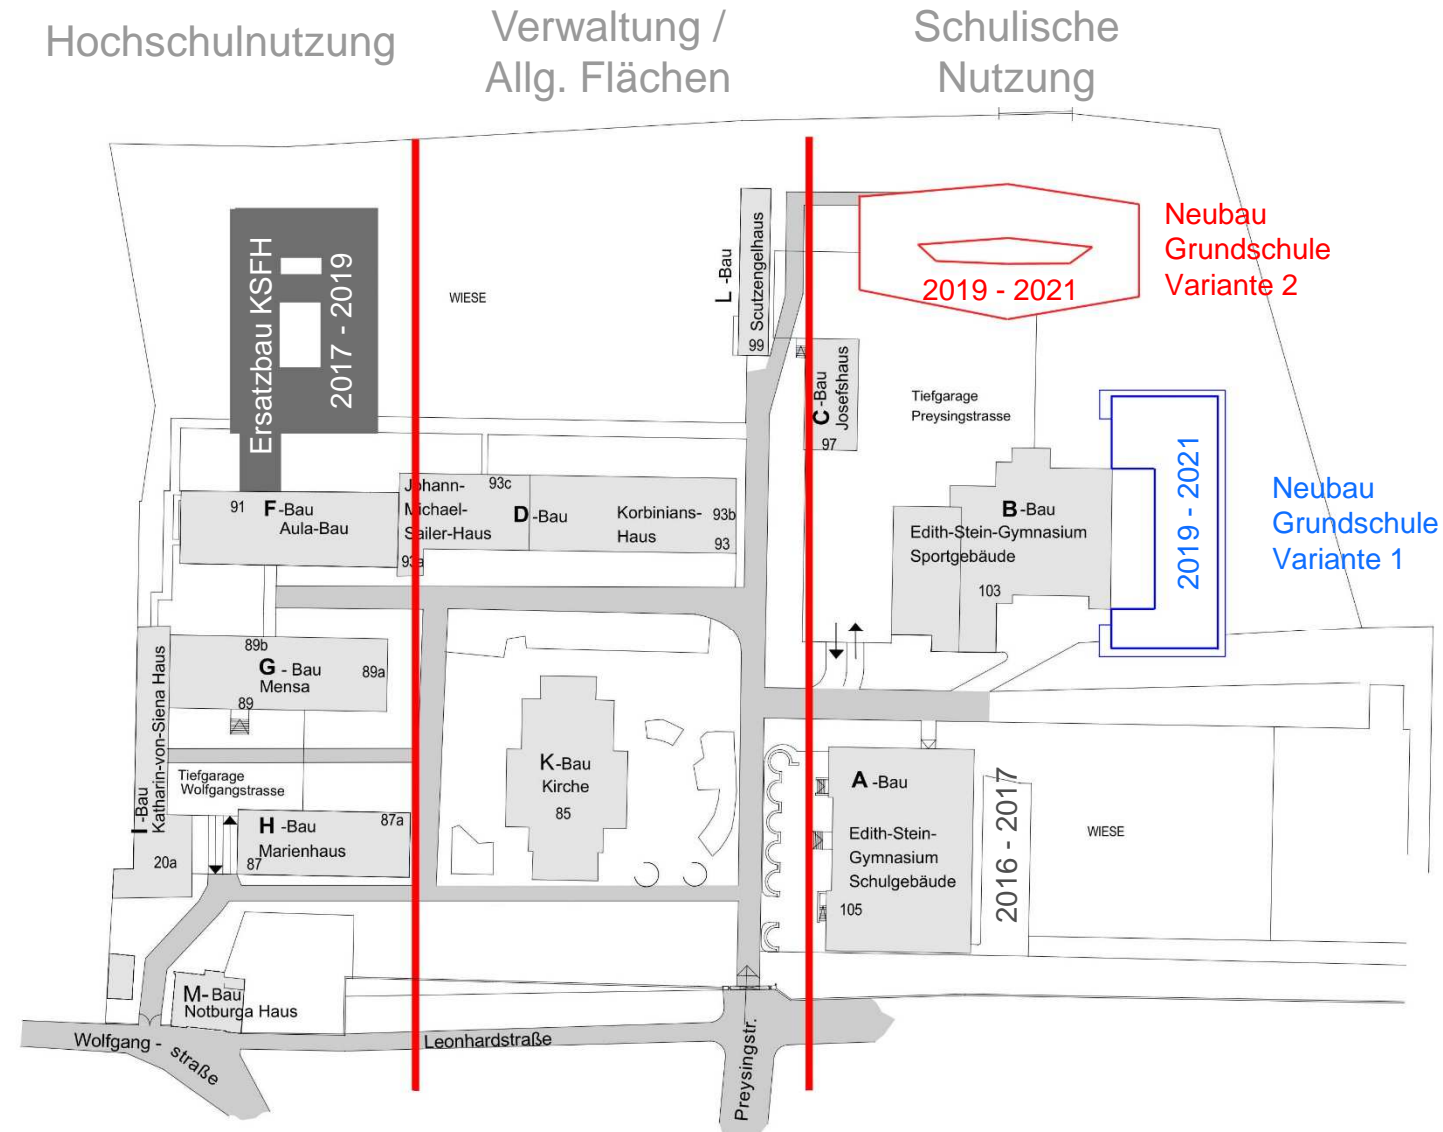 Hochschulnutzung
Verwaltung /
Allg. Flächen
Schulische
Nutzung
Ersatzbau KSFH
2017 - 2019
WIESE
L -Bau
Scutzengelhaus
99
2019 - 2021
Neubau
Grundschule
Variante 2
C -Bau
Josefshaus
97
Tiefgarage
Preysingstrasse
91
F -Bau
Aula-Bau
Johann-
Michael-
Sailer-Haus
93a
93c
D -Bau
Korbinians-
Haus
93b
93
B -Bau
Edith-Stein-Gymnasium
Sportgebäude
103
2019 - 2021
Neubau
Grundschule
Variante 1
89b
G - Bau
Mensa
89a
89
I -Bau
Katharin-von-Siena Haus
20a
Tiefgarage
Wolfgangstrasse
H -Bau
Marienhaus
87a
87
K -Bau
Kirche
85
A -Bau
Edith-Stein-
Gymnasium
Schulgebäude
105
2016 - 2017
WIESE
M- Bau
Notburga Haus
Wolfgang - straße
Leonhardstraße
Preysingstr.